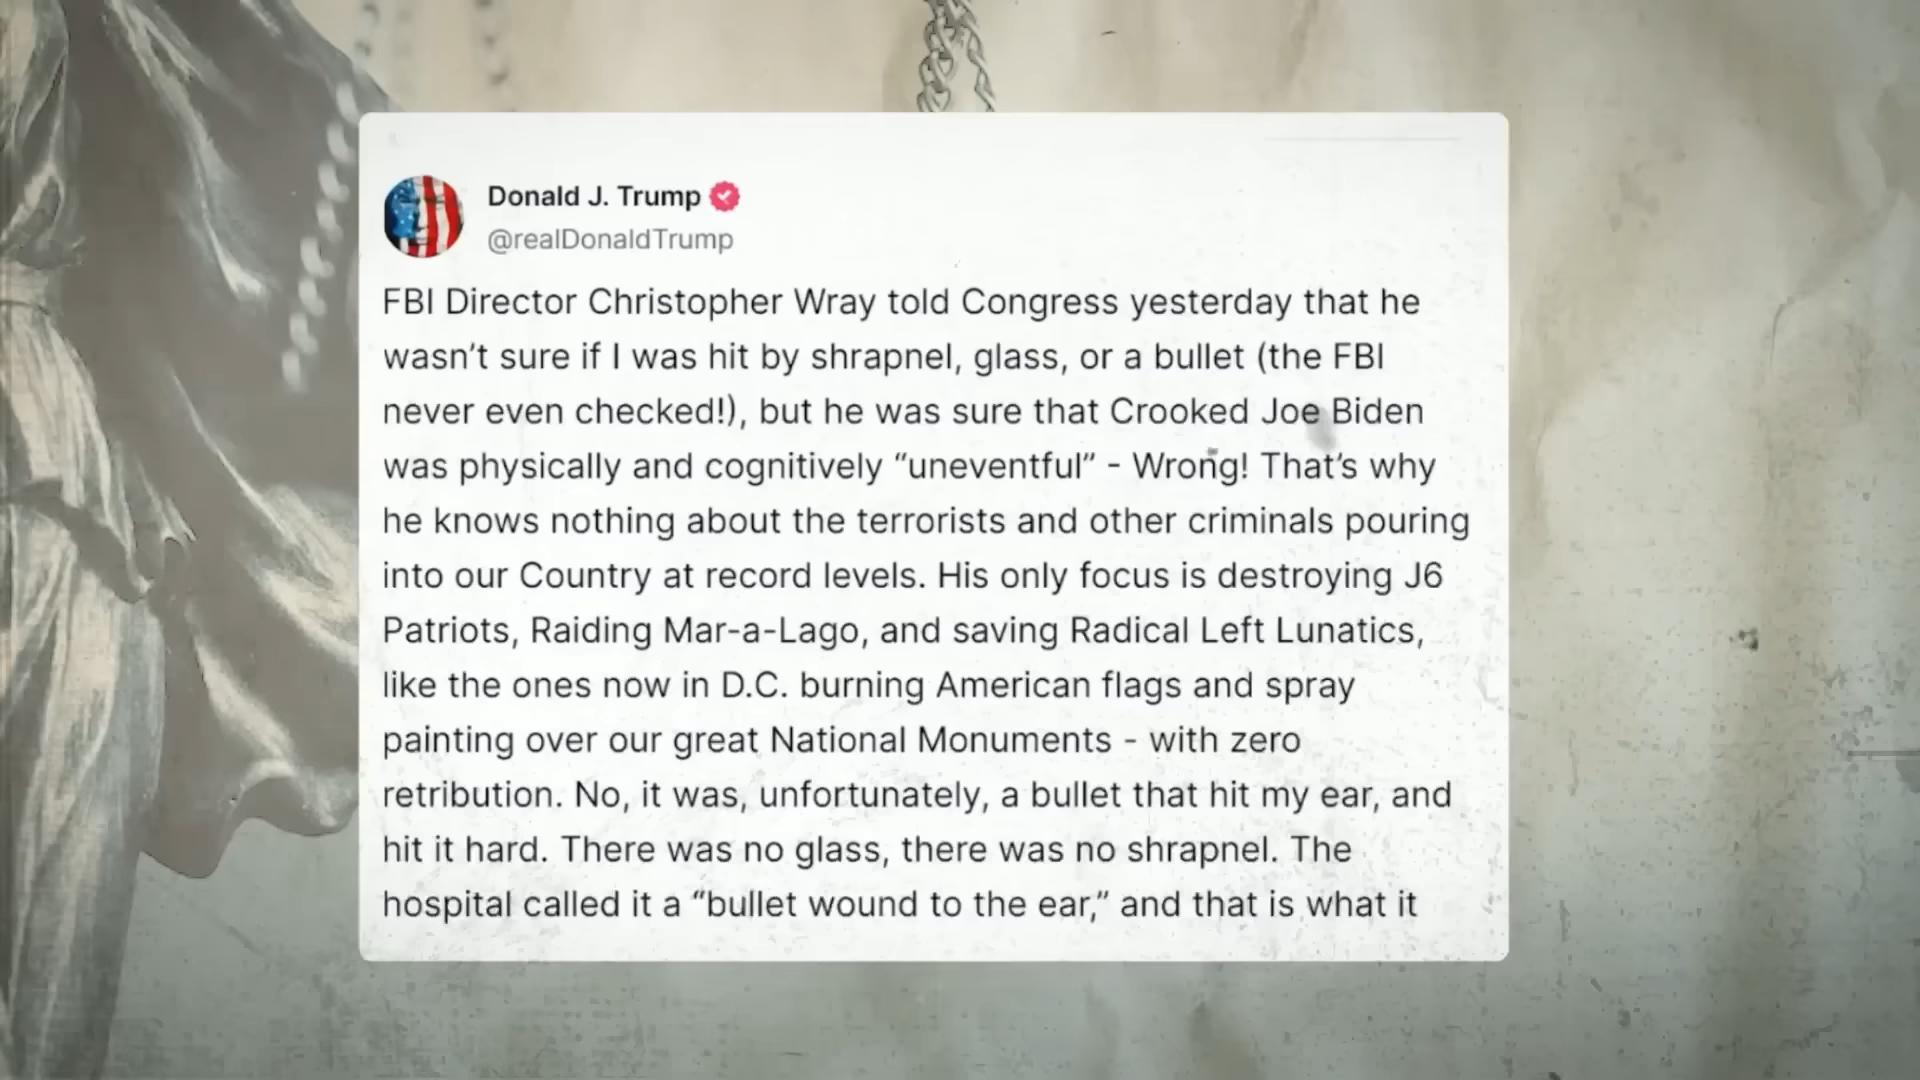 Donald J. Trump
@realDonaldTrump
FBI Director Christopher Wray told Congress yesterday that he
wasn’t sure if I was hit by shrapnel, glass, or a bullet (the FBI
never even checked!), but he was sure that Crooked Joe Biden
was physically and cognitively “uneventful” - Wrong! That’s why
he knows nothing about the terrorists and other criminals pouring
into our Country at record levels. His only focus is destroying J6
Patriots, Raiding Mar-a-Lago, and saving Radical Left Lunatics,
like the ones now in D.C. burning American flags and spray
painting over our great National Monuments - with zero
retribution. No, it was, unfortunately, a bullet that hit my ear, and
hit it hard. There was no glass, there was no shrapnel. The
hospital called it a “bullet wound to the ear,” and that is what it